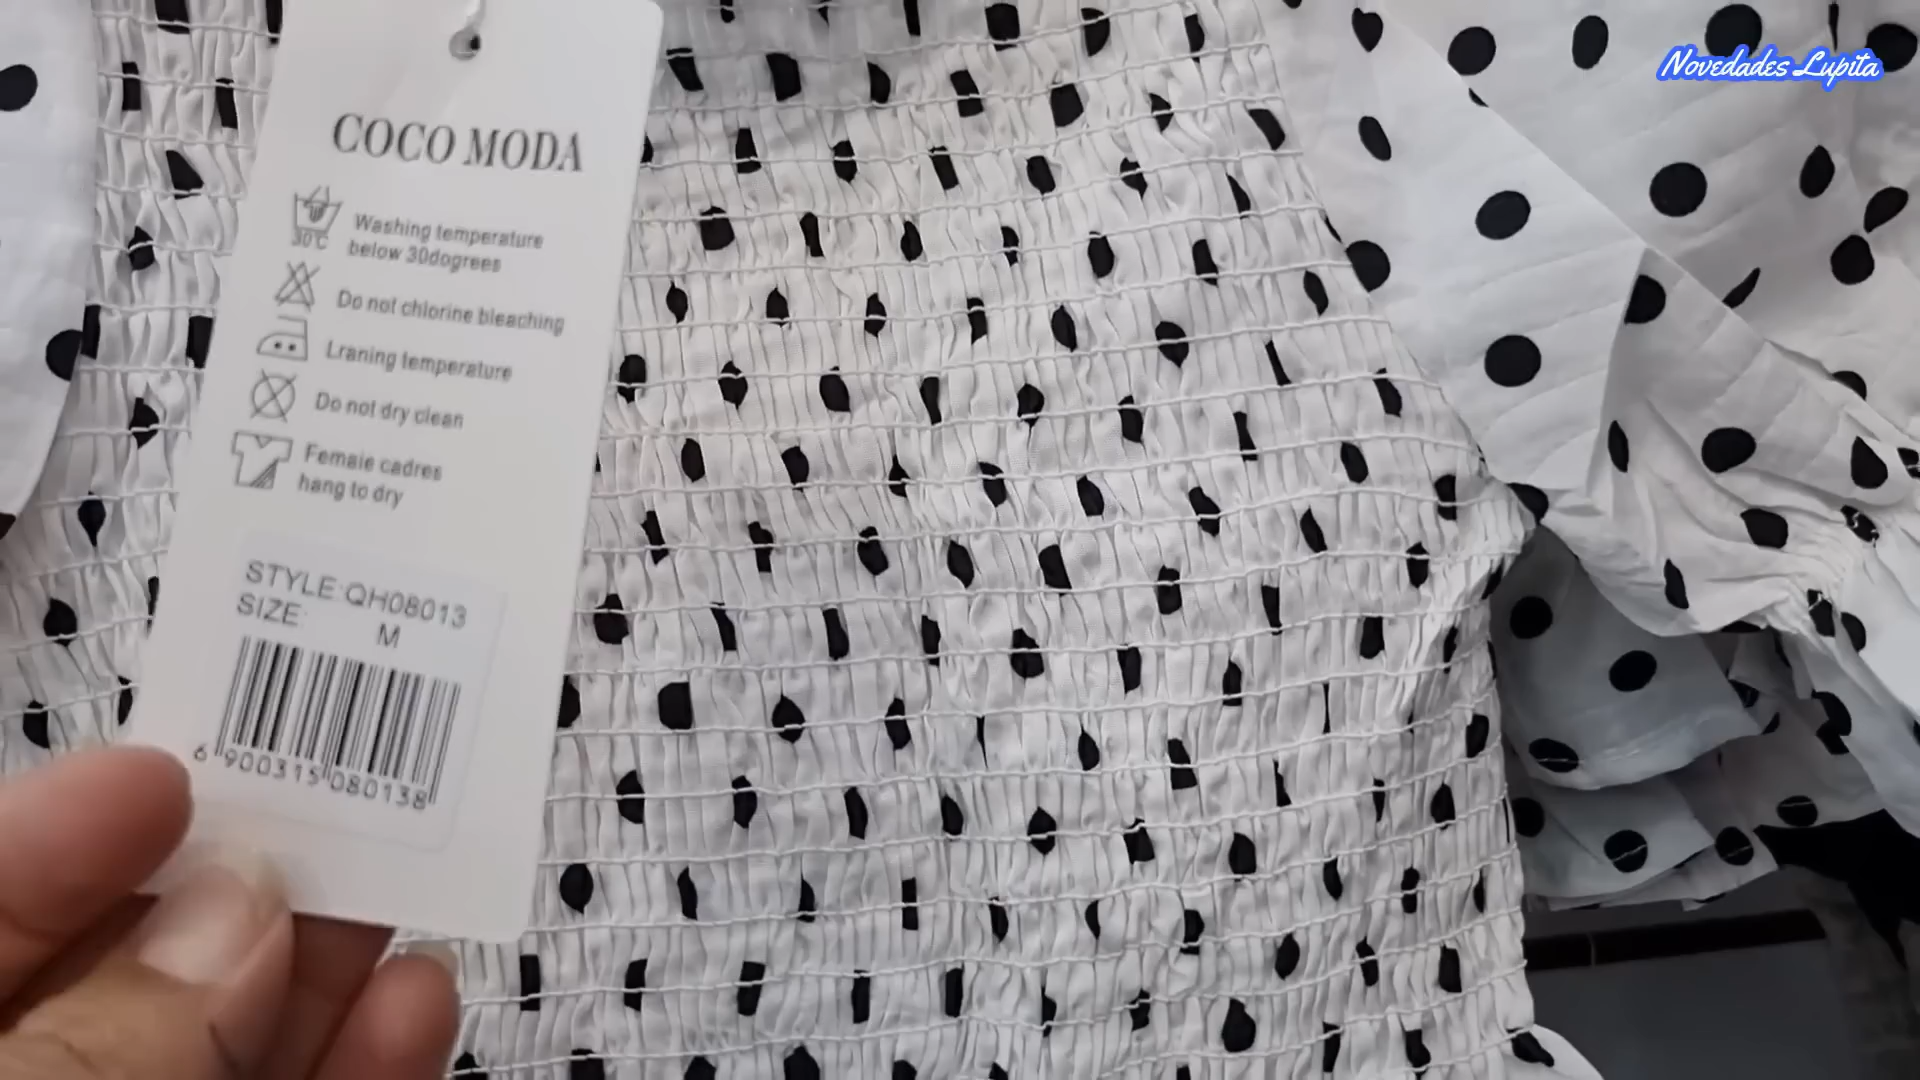 Novedades Lupita
COCO MODA
30°C
Washing temperature
below 30dogrees
Do not chlorine bleaching
Lraning temperature
Do not dry clean
Femaie cadres
hang to dry
STYLE:QH08013
SIZE: M
6 900315 080138